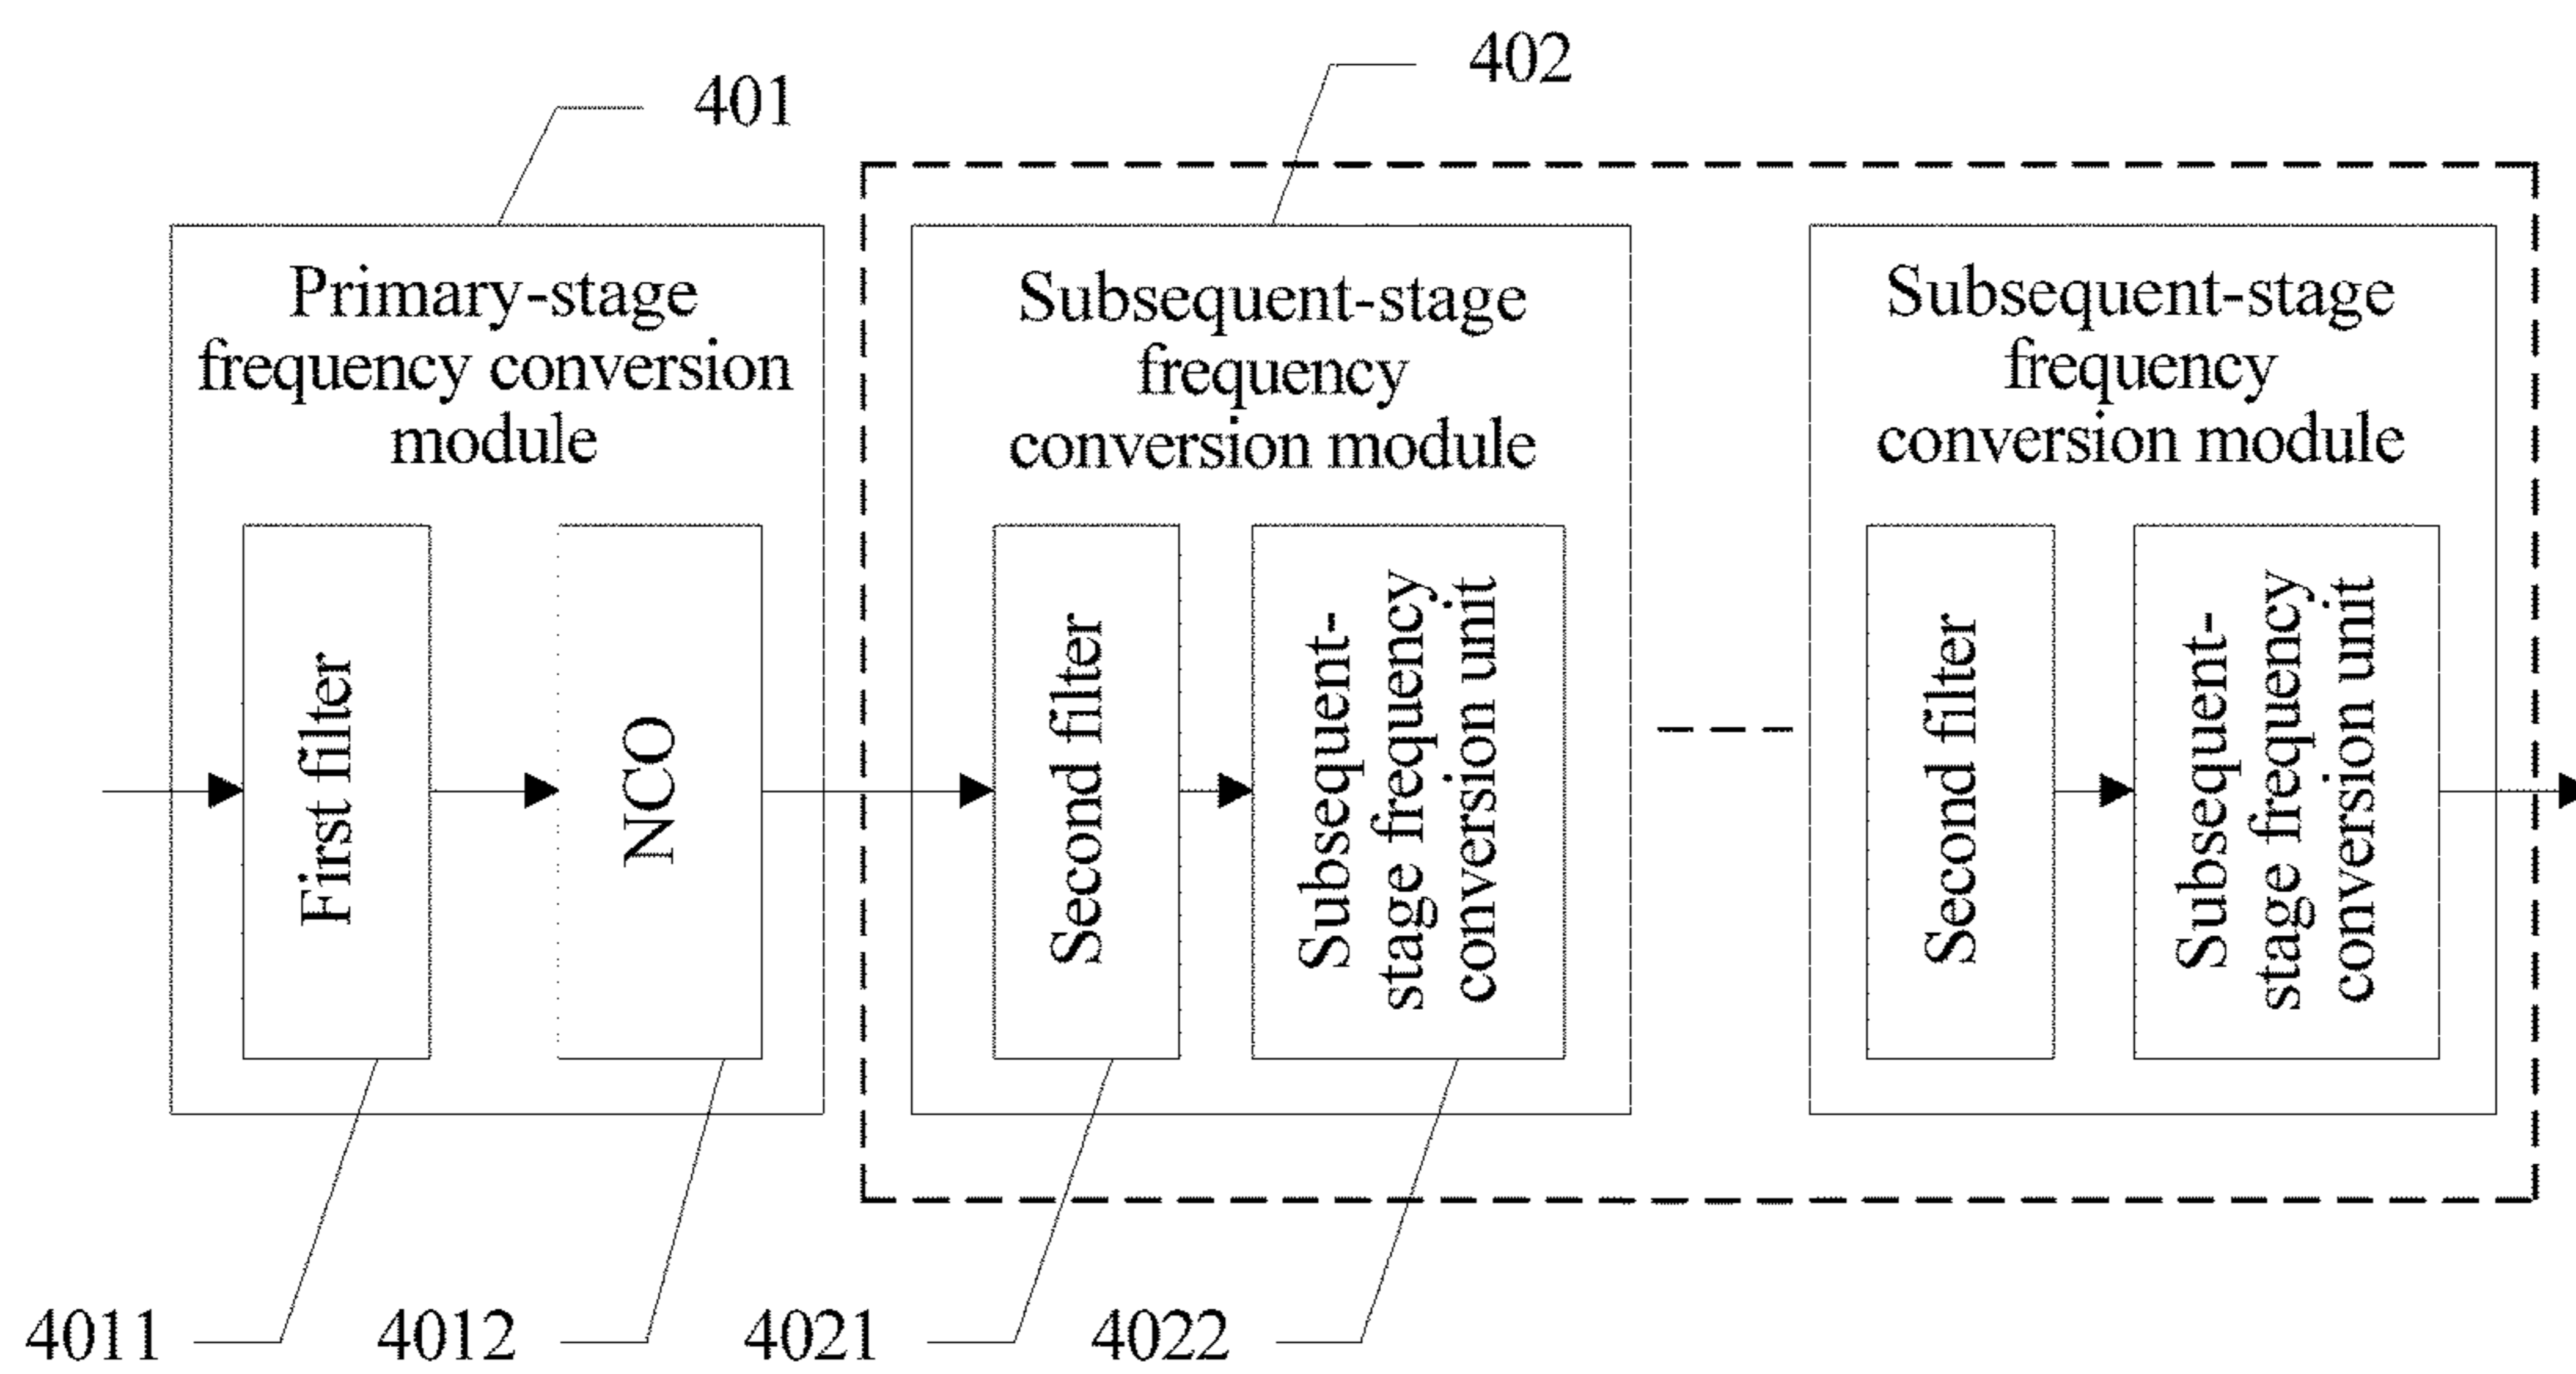 402
401
Primary-stage
frequency conversion
module
Subsequent-stage
frequency
conversion module
Subsequent-stage
frequency
conversion module
First filter
NCO
Second filter
Subsequent-
stage frequency
conversion unit
Second filter
Subsequent-
stage frequency
conversion unit
4011
4012
4021
4022